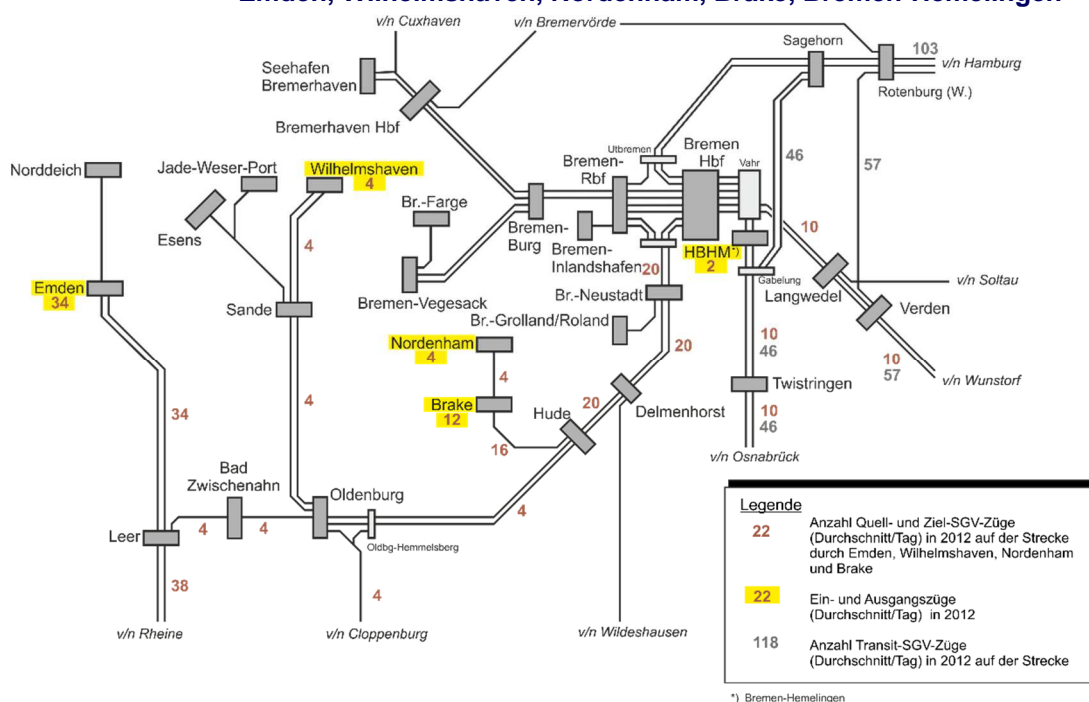 Emden, Wilhelmshaven, Nordenham, Brake, Bremen-Hemelingen
v/n Cuxhaven
v/n Bremervörde
Sagehorn
103
v/n Hamburg
Rotenburg (W.)
Seehafen
Bremerhaven
Bremerhaven Hbf
Utbremen
Bremen
Hbf
Vahr
46
57
Norddeich
Jade-Weser-Port
Wilhelmshaven
4
Bremen-
Rbf
Br.-Farge
Esens
4
Bremen-
Burg
Bremen-
Inlandshafen
HBHM*)
2
10
Emden
34
Sande
Bremen-Vegesack
20
Br.-Neustadt
Gabelung
Langwedel
v/n Soltau
Verden
Br.-Grolland/Roland
Nordenham
4
20
10
46
10
57
v/n Wunstorf
4
4
Brake
12
20
Delmenhorst
Twistringen
34
Hude
16
10
46
v/n Osnabrück
Bad
Zwischenahn
Oldenburg
4
Leer
4
4
Oldbg-Hemmelsberg
38
4
v/n Rheine
v/n Cloppenburg
v/n Wildeshausen
Legende
22
Anzahl Quell- und Ziel-SGV-Züge
(Durchschnitt/Tag) in 2012 auf der Strecke
durch Emden, Wilhelmshaven, Nordenham
und Brake
22
Ein- und Ausgangszüge
(Durchschnitt/Tag) in 2012
118
Anzahl Transit-SGV-Züge
(Durchschnitt/Tag) in 2012 auf der Strecke
*) Bremen-Hemelingen